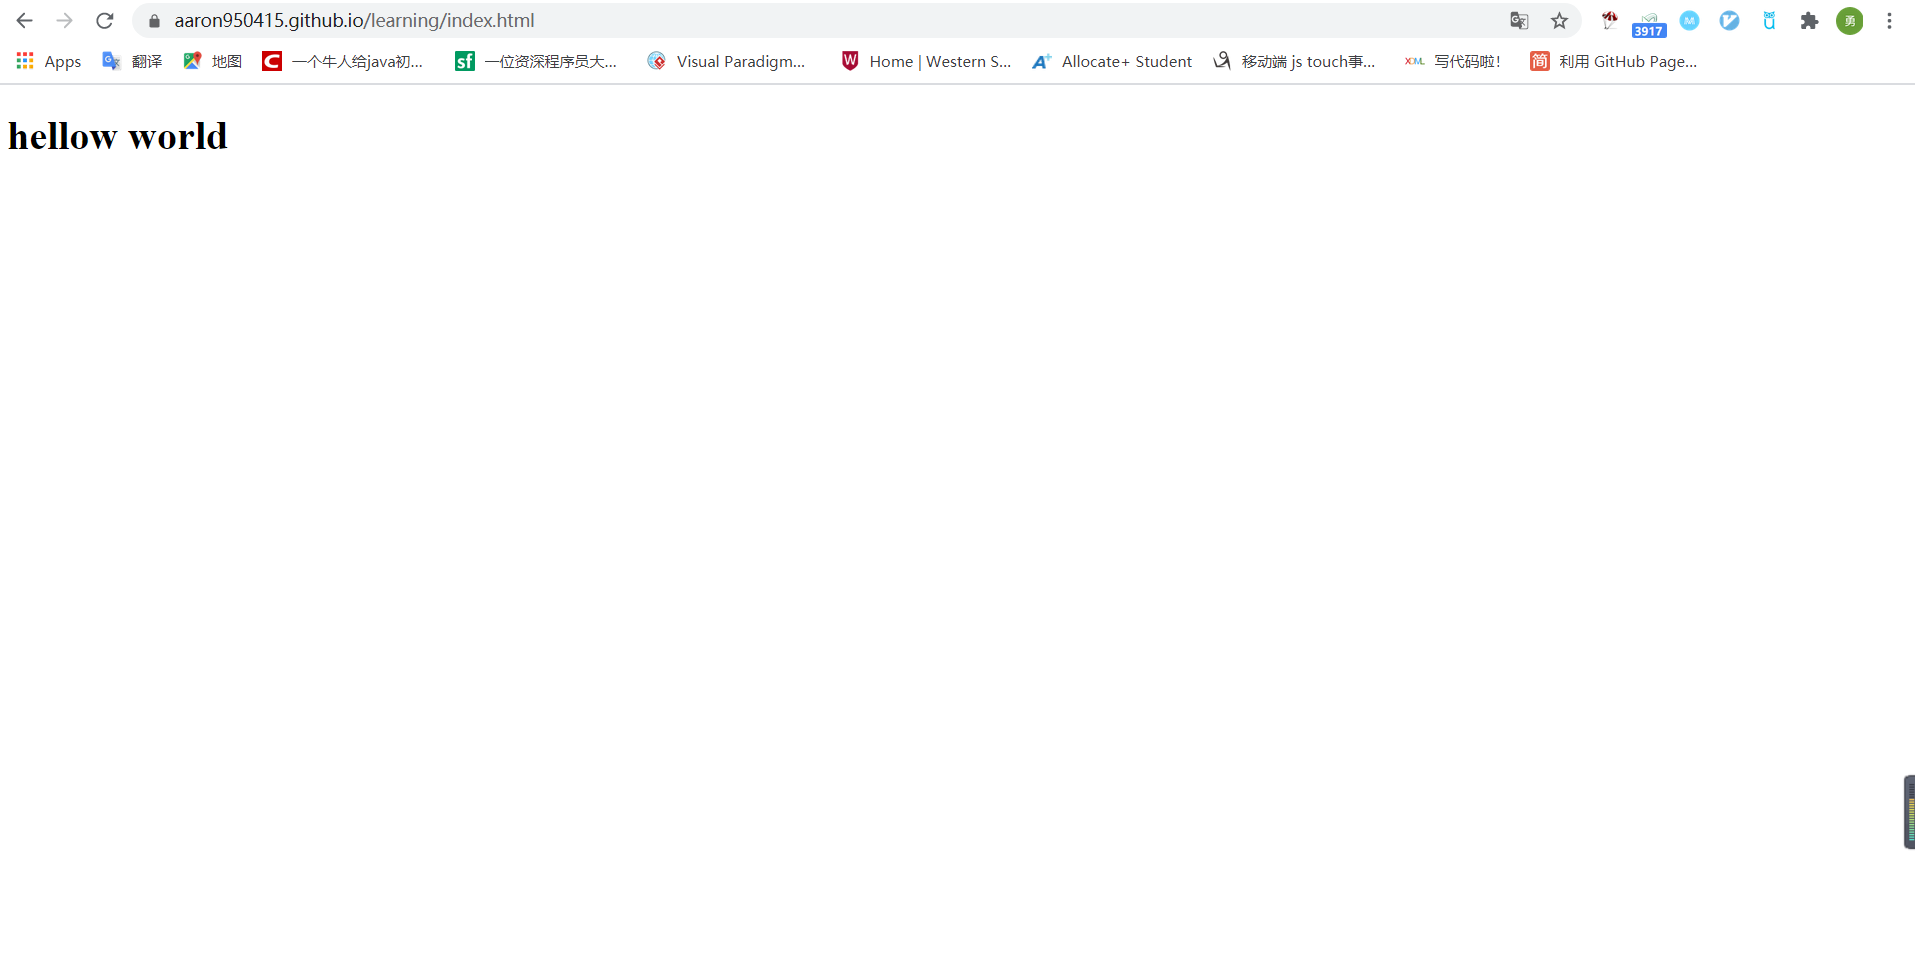 aaron950415.github.io/learning/index.html
3917
勇
Apps 翻译 地图 一个牛人给java初... 一位资深程序员大... Visual Paradigm... Home | Western S... Allocate+ Student 移动端 js touch事... 写代码啦! 利用 GitHub Page...
hellow world